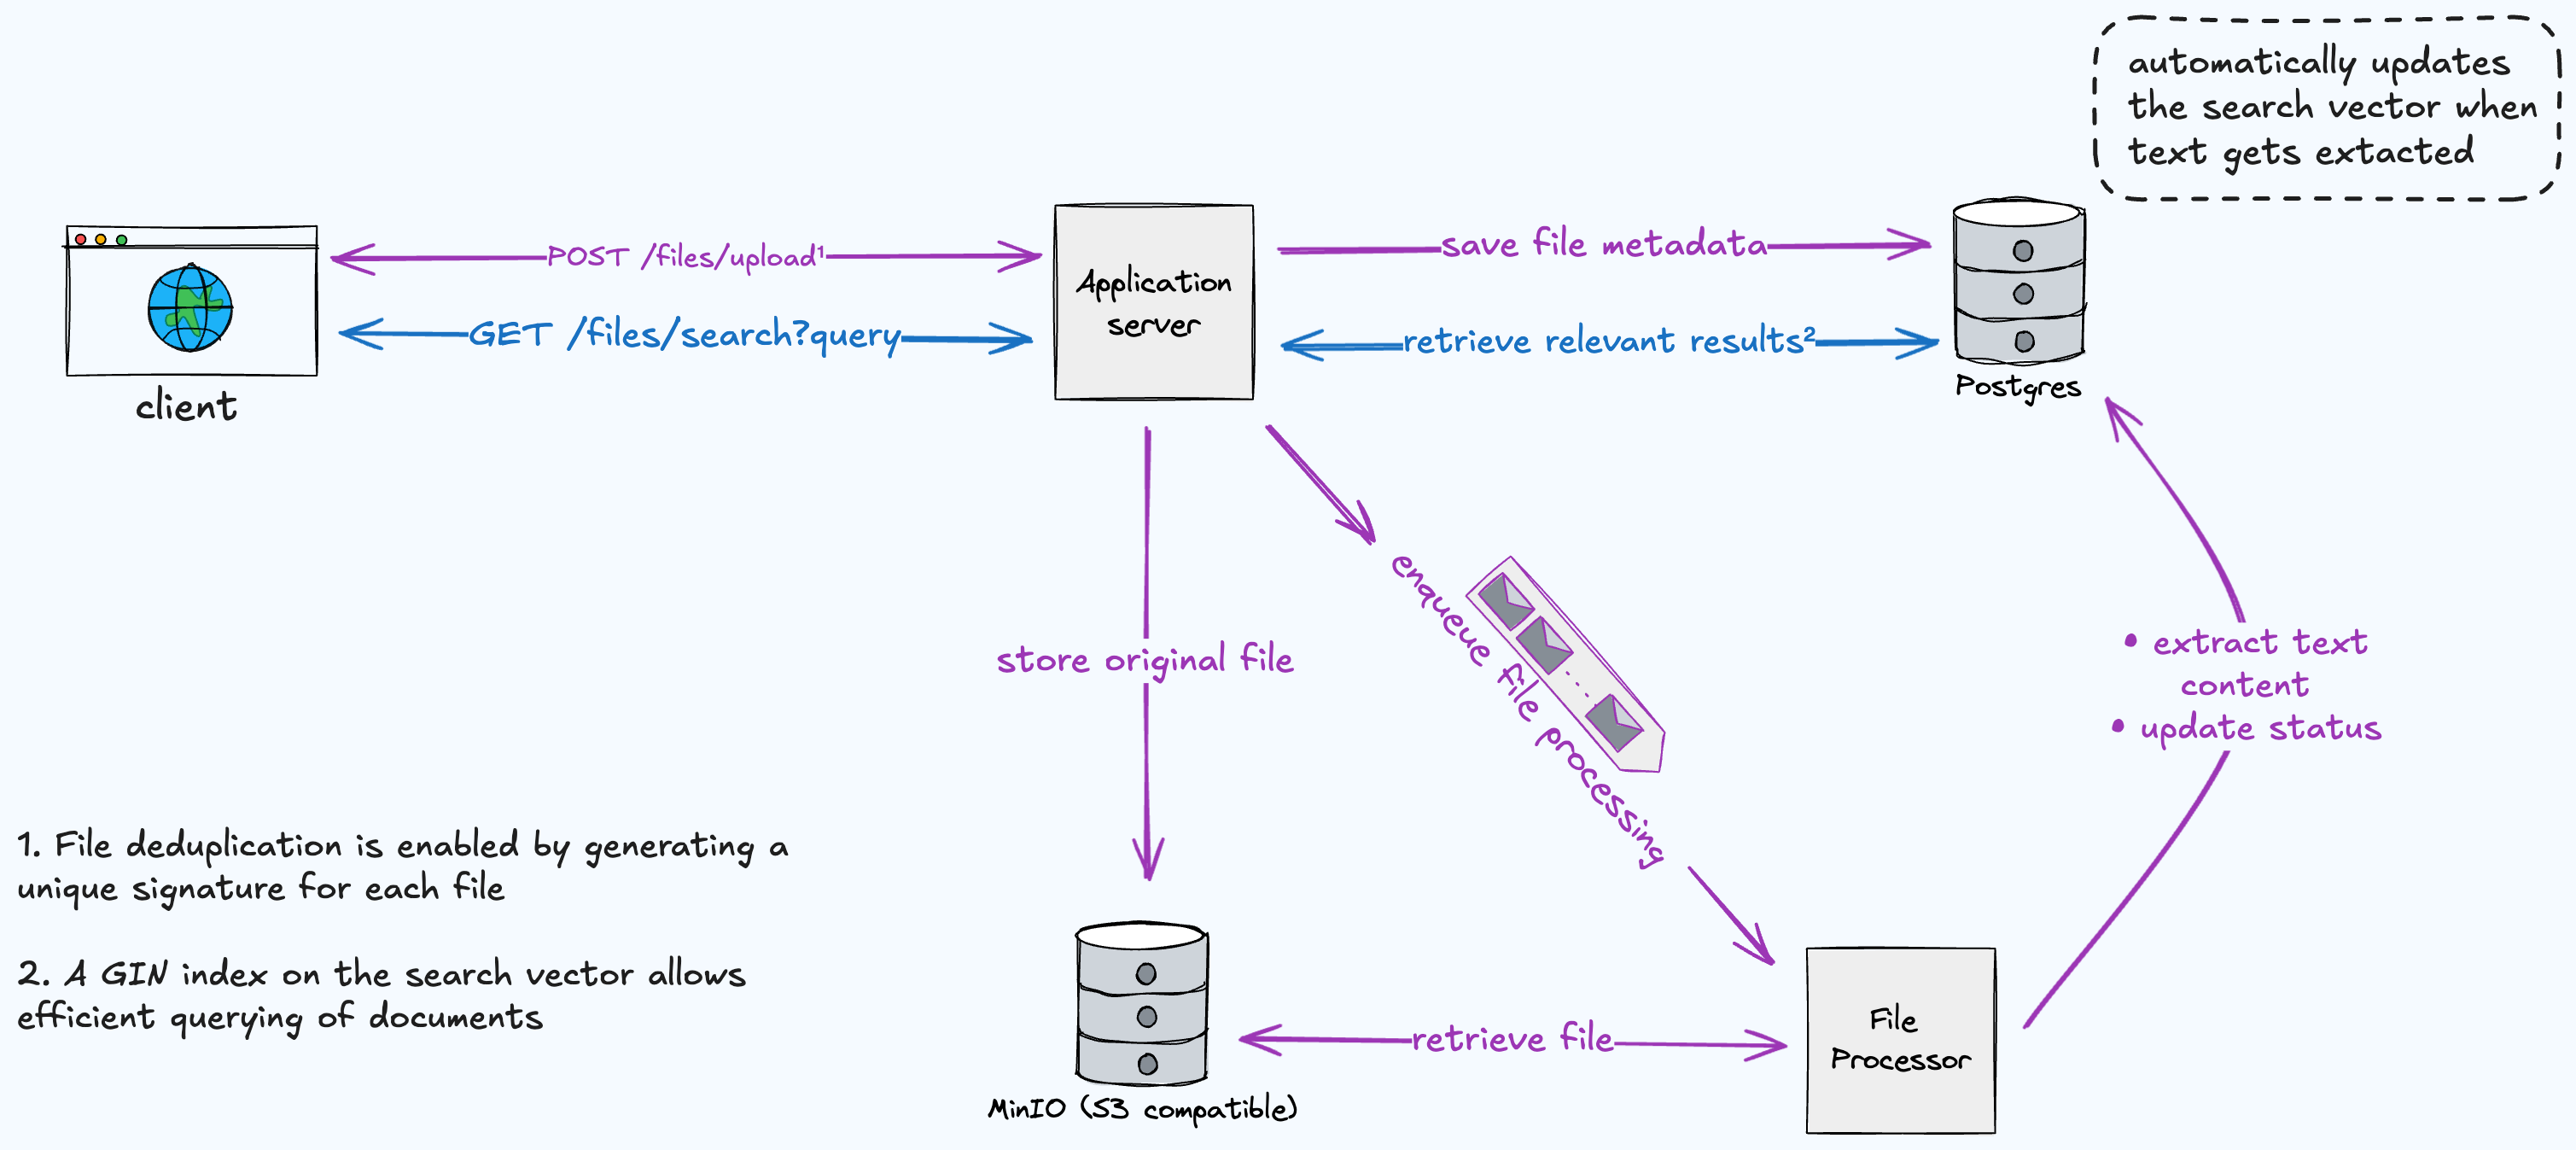 automatically updates
the search vector when
text gets extacted
POST /files/upload¹
GET /files/search?query
client
Application
server
save file metadata
retrieve relevant results²
Postgres
store original file
enqueue file processing
• extract text
content
• update status
1. File deduplication is enabled by generating a
unique signature for each file
2. A GIN index on the search vector allows
efficient querying of documents
MinIO (S3 compatible)
retrieve file
File
Processor